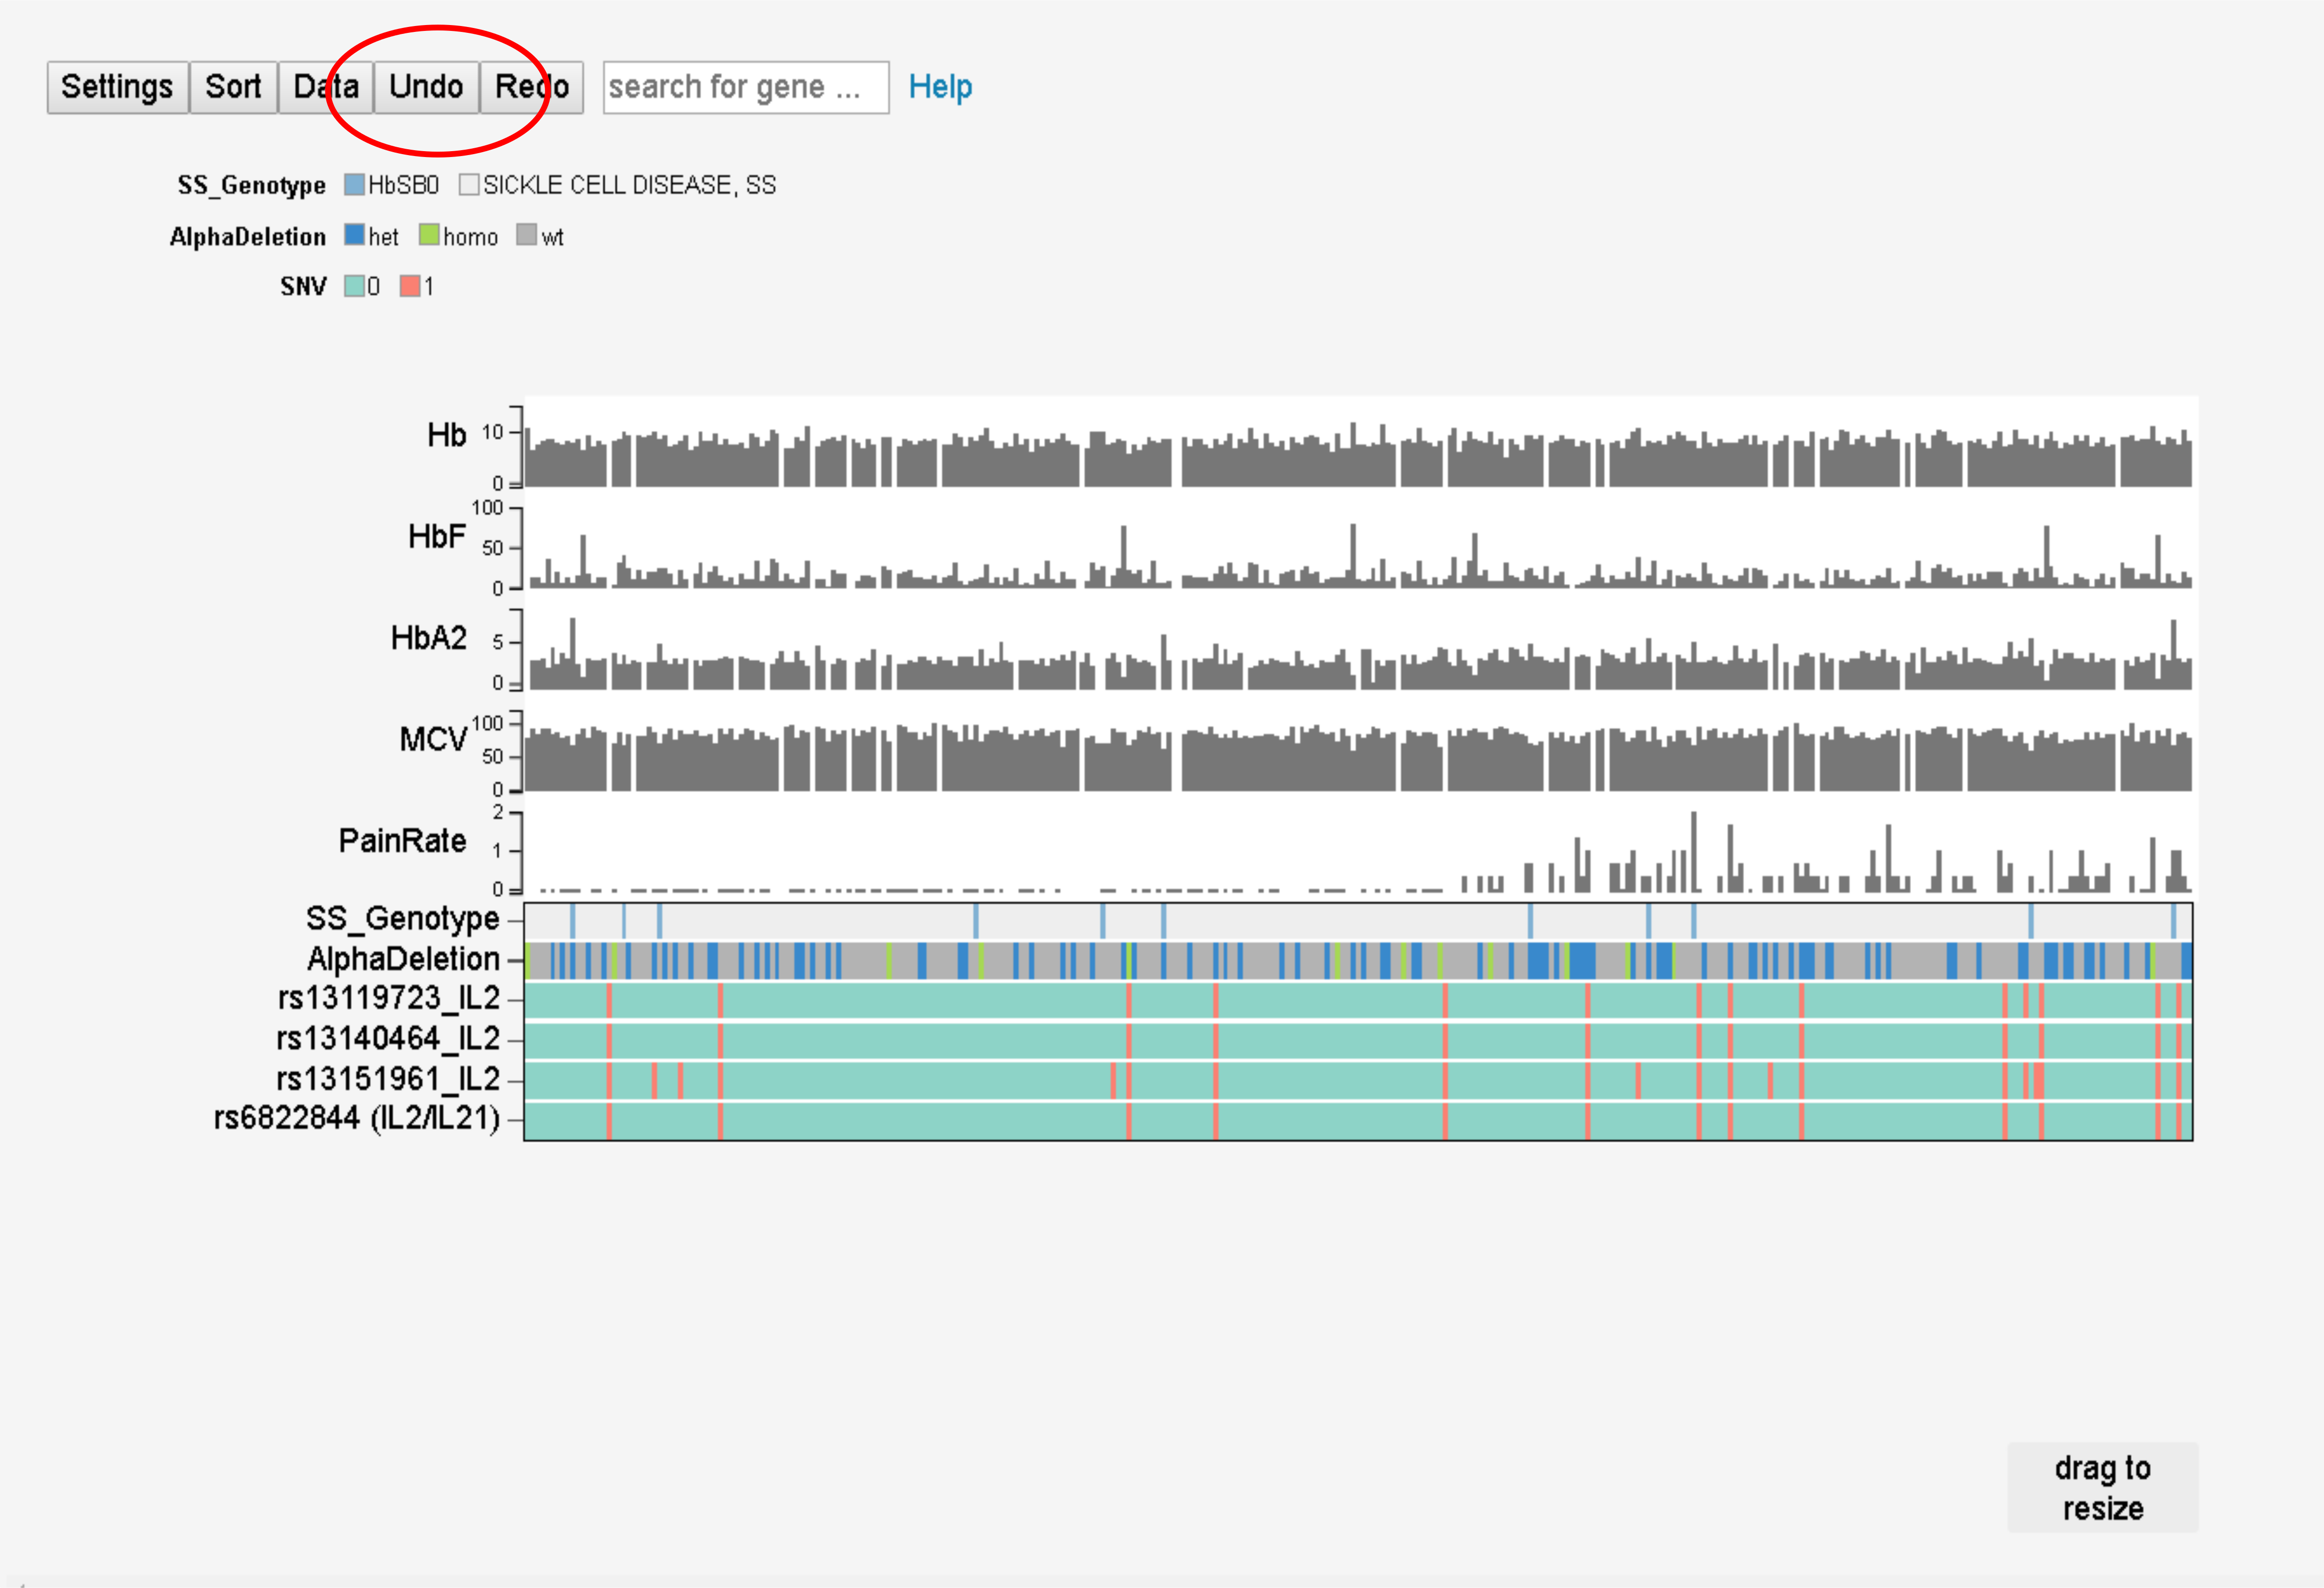 Settings Sort Data Undo Redo search for gene ... Help
SS_Genotype HbSB0 SICKLE CELL DISEASE, SS
AlphaDeletion het homo wt
SNV 0 1
Hb 10 0
HbF 100 50 0
HbA2 5 0
MCV 100 50 0
PainRate 2 1 0
SS_Genotype
AlphaDeletion
rs13119723_IL2
rs13140464_IL2
rs13151961_IL2
rs6822844 (IL2/IL21)
drag to
resize